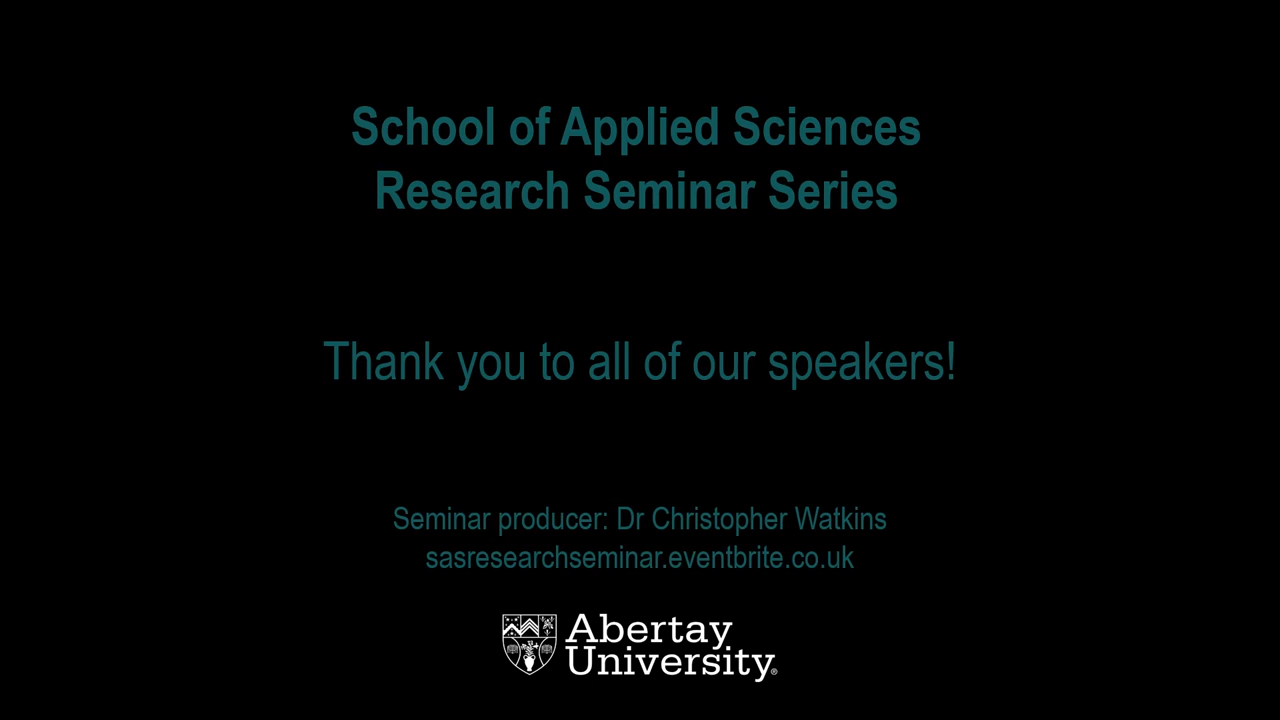 School of Applied Sciences
Research Seminar Series
Thank you to all of our speakers!
Seminar producer: Dr Christopher Watkins
sasresearchseminar.eventbrite.co.uk
Abertay
University®